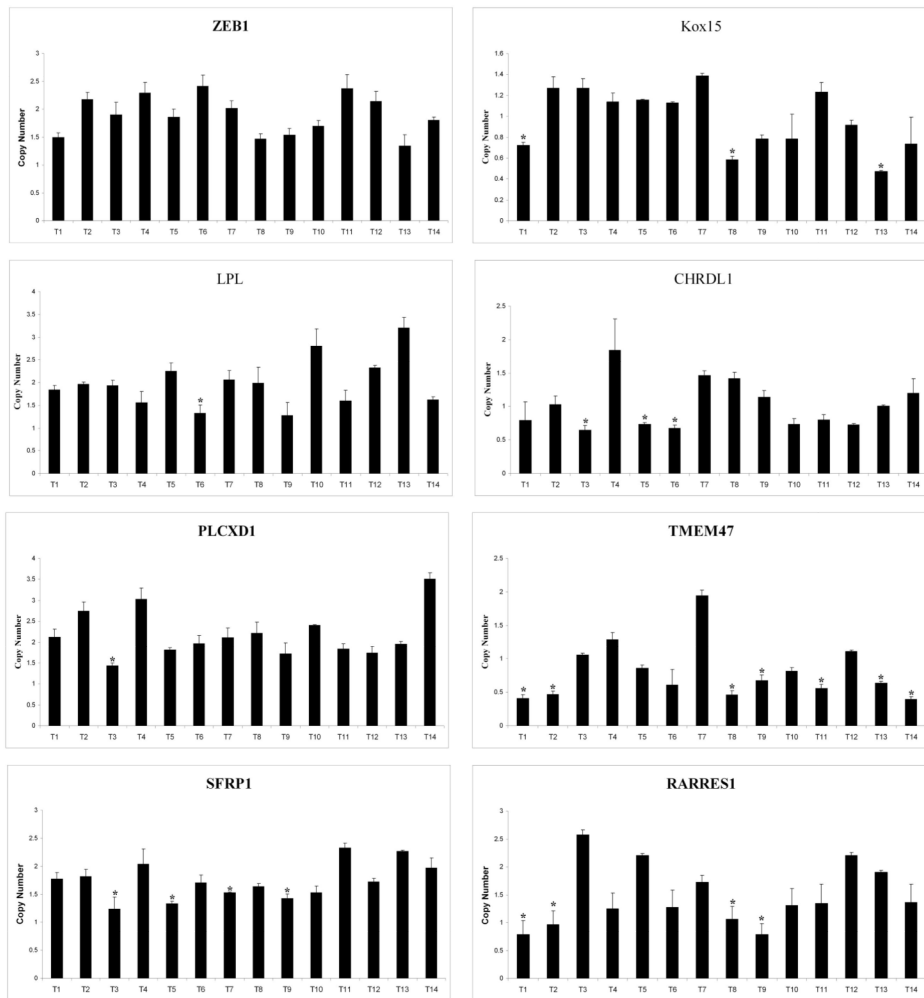 ZEB1
Copy Number
3
2.5
2
1.5
1
0.5
0
T1 T2 T3 T4 T5 T6 T7 T8 T9 T10 T11 T12 T13 T14
Kox15
Copy Number
1.6
1.4
1.2
1
0.8
0.6
0.4
0.2
0
* * *
T1 T2 T3 T4 T5 T6 T7 T8 T9 T10 T11 T12 T13 T14
LPL
Copy Number
4
3.5
3
2.5
2
1.5
1
0.5
0
*
T1 T2 T3 T4 T5 T6 T7 T8 T9 T10 T11 T12 T13 T14
CHRDL1
Copy Number
2.5
2
1.5
1
0.5
0
* * *
T1 T2 T3 T4 T5 T6 T7 T8 T9 T10 T11 T12 T13 T14
PLCXD1
Copy Number
4
3.5
3
2.5
2
1.5
1
0.5
0
*
T1 T2 T3 T4 T5 T6 T7 T8 T9 T10 T11 T12 T13 T14
TMEM47
Copy Number
2.5
2
1.5
1
0.5
0
* * * * * * *
T1 T2 T3 T4 T5 T6 T7 T8 T9 T10 T11 T12 T13 T14
SFRP1
Copy Number
3
2.5
2
1.5
1
0.5
0
* * * *
T1 T2 T3 T4 T5 T6 T7 T8 T9 T10 T11 T12 T13 T14
RARRES1
Copy Number
3
2.5
2
1.5
1
0.5
0
* * * *
T1 T2 T3 T4 T5 T6 T7 T8 T9 T10 T11 T12 T13 T14